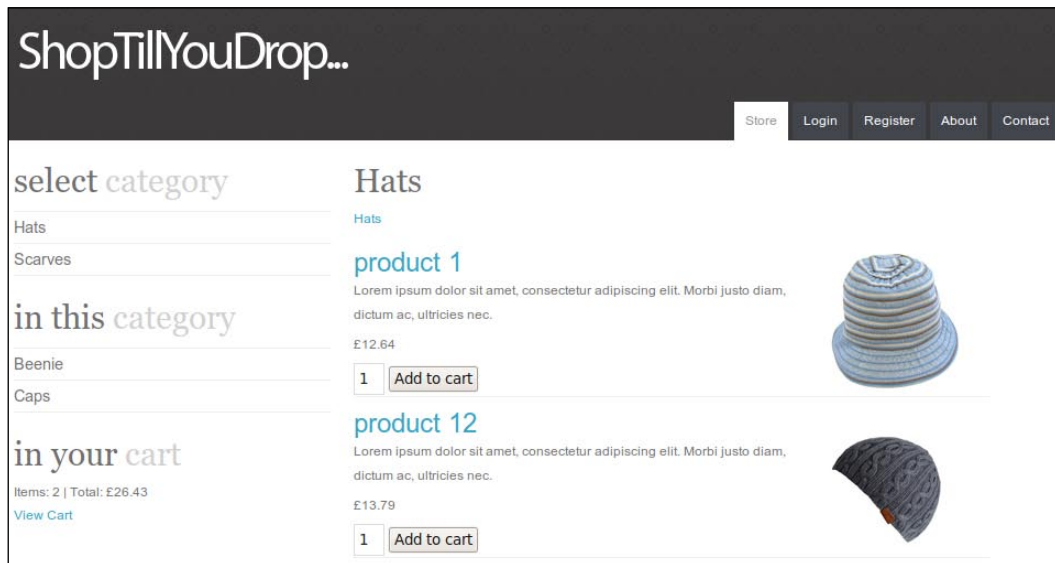 ShopTillYouDrop...
Store
Login
Register
About
Contact
select category
Hats
Scarves
in this category
Beenie
Caps
in your cart
Items: 2 | Total: £26.43
View Cart
Hats
Hats
product 1
Lorem ipsum dolor sit amet, consectetur adipiscing elit. Morbi justo diam,
dictum ac, ultricies nec.
£12.64
1 Add to cart
product 12
Lorem ipsum dolor sit amet, consectetur adipiscing elit. Morbi justo diam,
dictum ac, ultricies nec.
£13.79
1 Add to cart